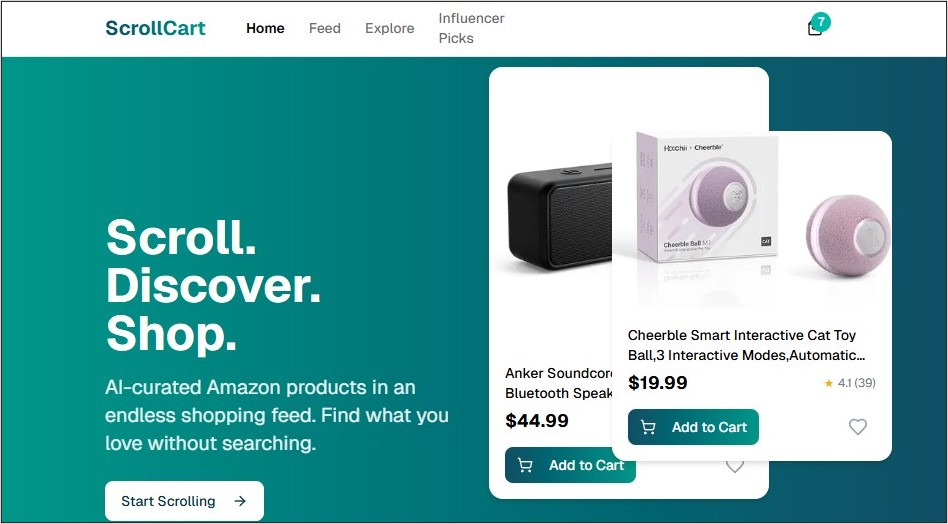 ScrollCart
Home
Feed
Explore
Influencer
Picks
7
Scroll.
Discover.
Shop.
AI-curated Amazon products in an
endless shopping feed. Find what you
love without searching.
Start Scrolling
Anker Soundcor
Bluetooth Speak
$44.99
Add to Cart
Cheerble
Cheerble Ball M1
CAT
Cheerble Smart Interactive Cat Toy
Ball,3 Interactive Modes,Automatic...
$19.99
4.1 (39)
Add to Cart